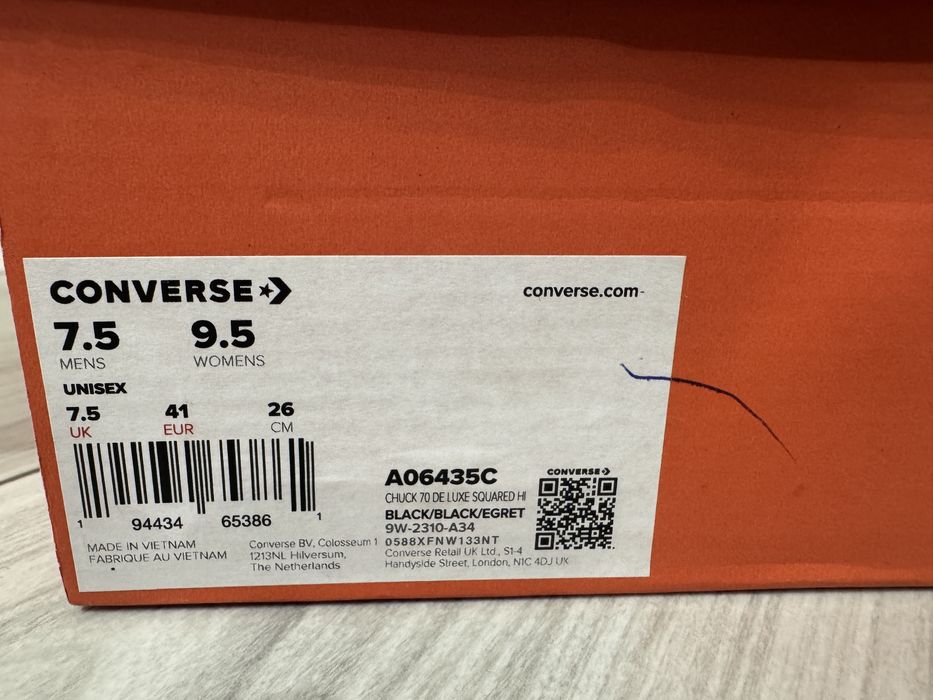 CONVERSE
converse.com
7.5 9.5
MENS WOMENS
UNISEX
7.5 41 26
UK EUR CM
1 94434 65386 1
MADE IN VIETNAM
FABRIQUE AU VIETNAM
Converse BV, Colosseum 1
1213NL Hilversum,
The Netherlands
A06435C
CHUCK 70 DE LUXE SQUARED HI
BLACK/BLACK/EGRET
9W-2310-A34
0588XFNW133NT
Converse Retail UK Ltd., S1-4
Handyside Street, London, N1C 4DJ UK
CONVERSE